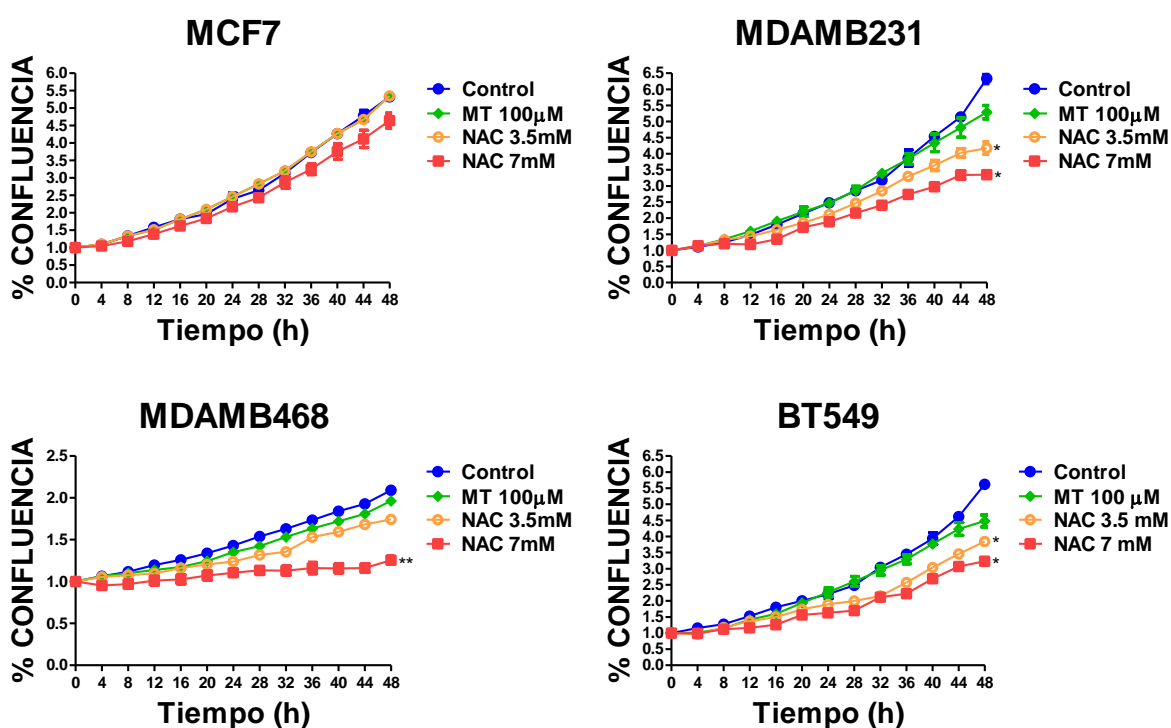 MCF7
% CONFLUENCIA
6.0
5.5
5.0
4.5
4.0
3.5
3.0
2.5
2.0
1.5
1.0
0.5
0.0
0 4 8 12 16 20 24 28 32 36 40 44 48
Tiempo (h)
Control
MT 100μM
NAC 3.5mM
NAC 7mM
MDAMB231
% CONFLUENCIA
6.5
6.0
5.5
5.0
4.5
4.0
3.5
3.0
2.5
2.0
1.5
1.0
0.5
0.0
0 4 8 12 16 20 24 28 32 36 40 44 48
Tiempo (h)
*
*
Control
MT 100μM
NAC 3.5mM
NAC 7mM
MDAMB468
% CONFLUENCIA
2.5
2.0
1.5
1.0
0.5
0.0
0 4 8 12 16 20 24 28 32 36 40 44 48
Tiempo (h)
**
Control
MT 100μM
NAC 3.5mM
NAC 7mM
BT549
% CONFLUENCIA
6.5
6.0
5.5
5.0
4.5
4.0
3.5
3.0
2.5
2.0
1.5
1.0
0.5
0.0
0 4 8 12 16 20 24 28 32 36 40 44 48
Tiempo (h)
*
*
Control
MT 100 μM
NAC 3.5 mM
NAC 7 mM